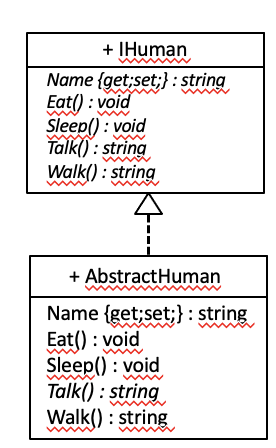 + IHuman
Name {get;set;} : string
Eat() : void
Sleep() : void
Talk() : string
Walk() : string
+ AbstractHuman
Name {get;set;} : string
Eat() : void
Sleep() : void
Talk() : string
Walk() : string